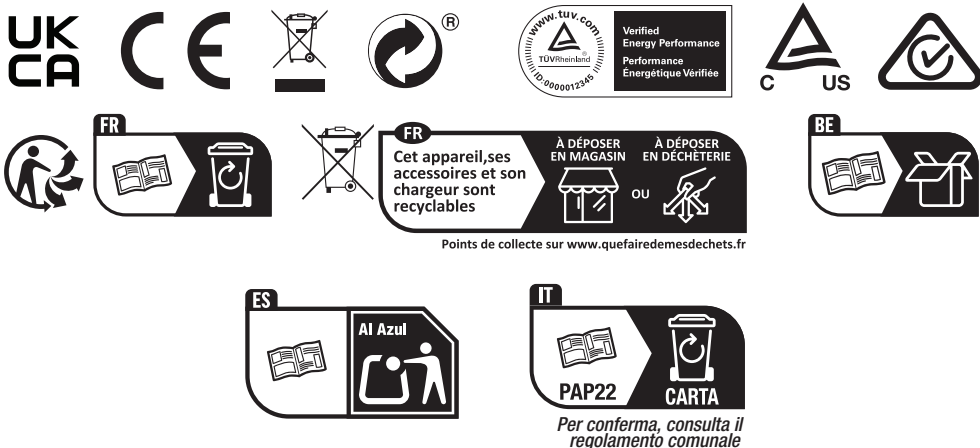 UK
CA
CE
®
www.tuv.com
TÜVRheinland
ID:0000012345
Verified
Energy Performance
Performance
Énergétique Vérifiée
C US
FR
FR
Cet appareil,ses
accessoires et son
chargeur sont
recyclables
À DÉPOSER
EN MAGASIN
OU
À DÉPOSER
EN DÉCHÈTERIE
Points de collecte sur www.quefairedemesdechets.fr
BE
ES
Al Azul
IT
PAP22
CARTA
Per conferma, consulta il
regolamento comunale